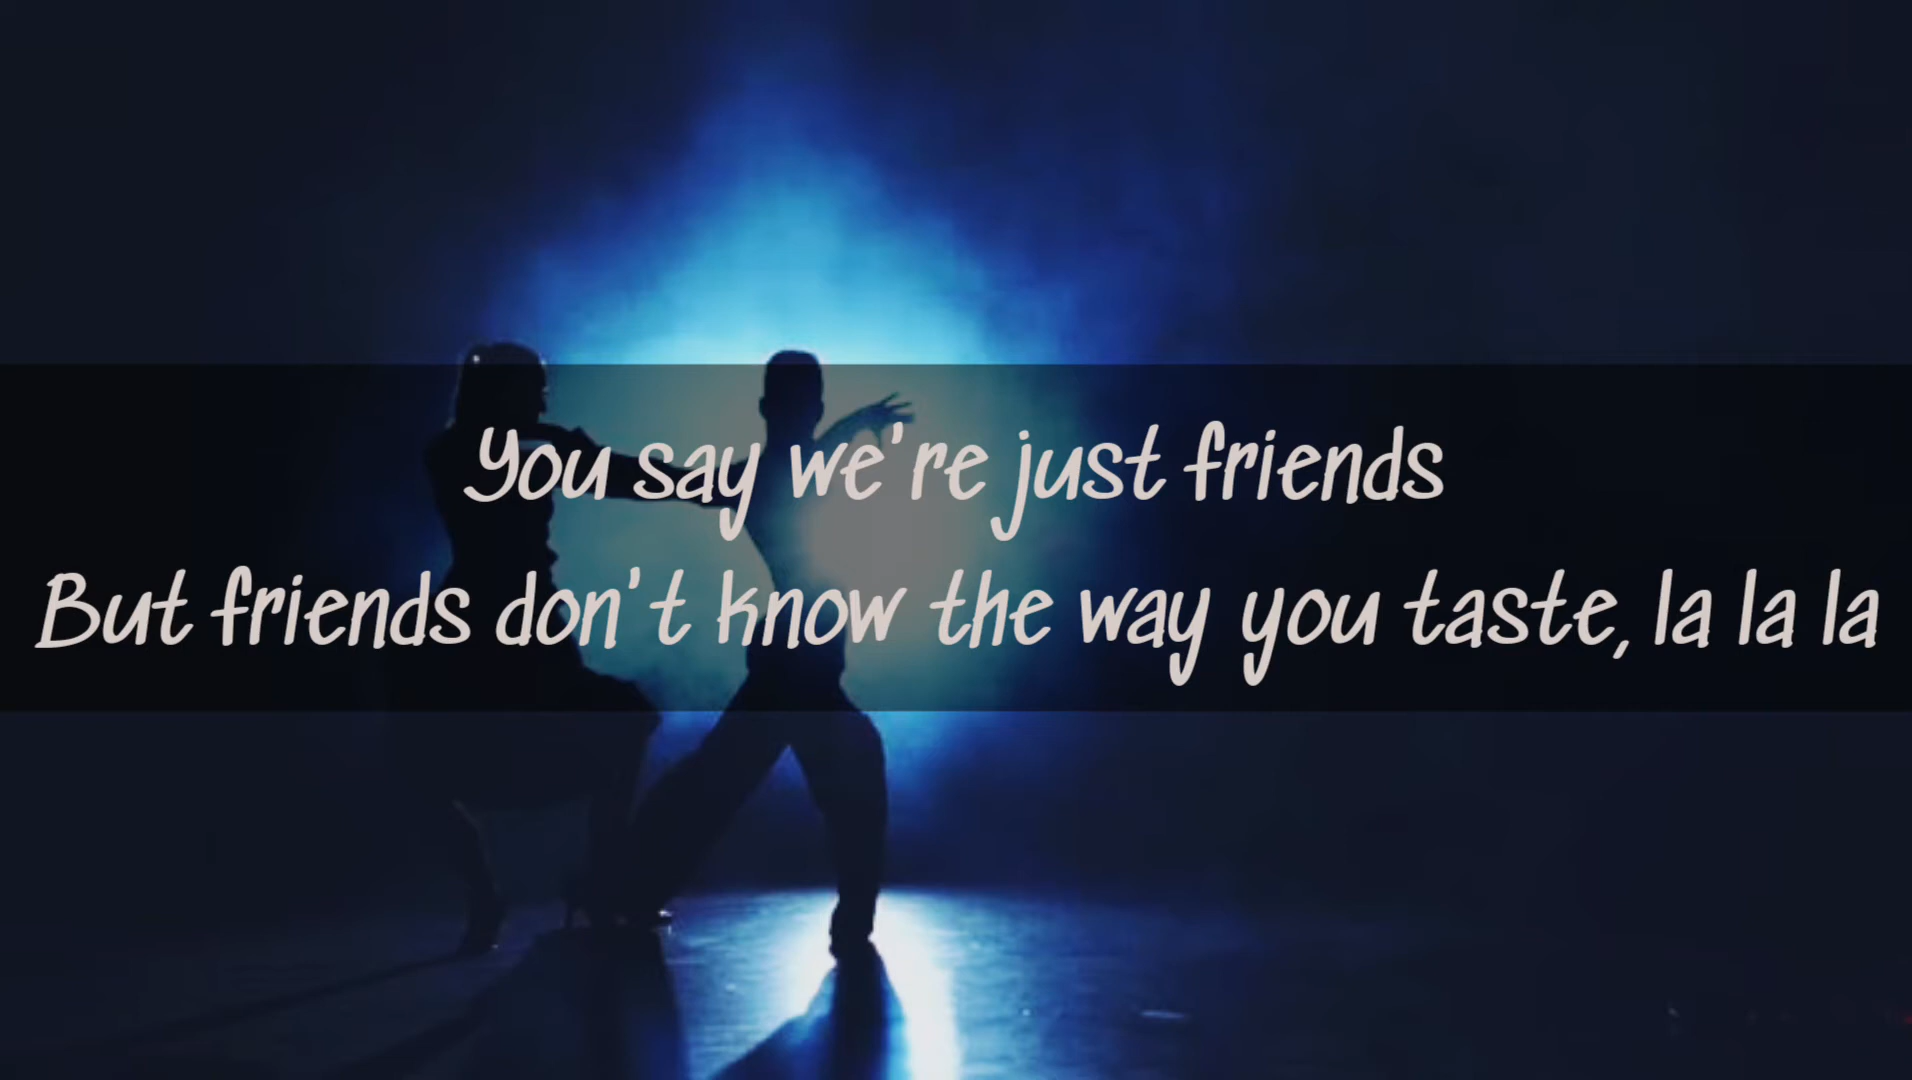 You say we're just friends
But friends don't know the way you taste, la la la